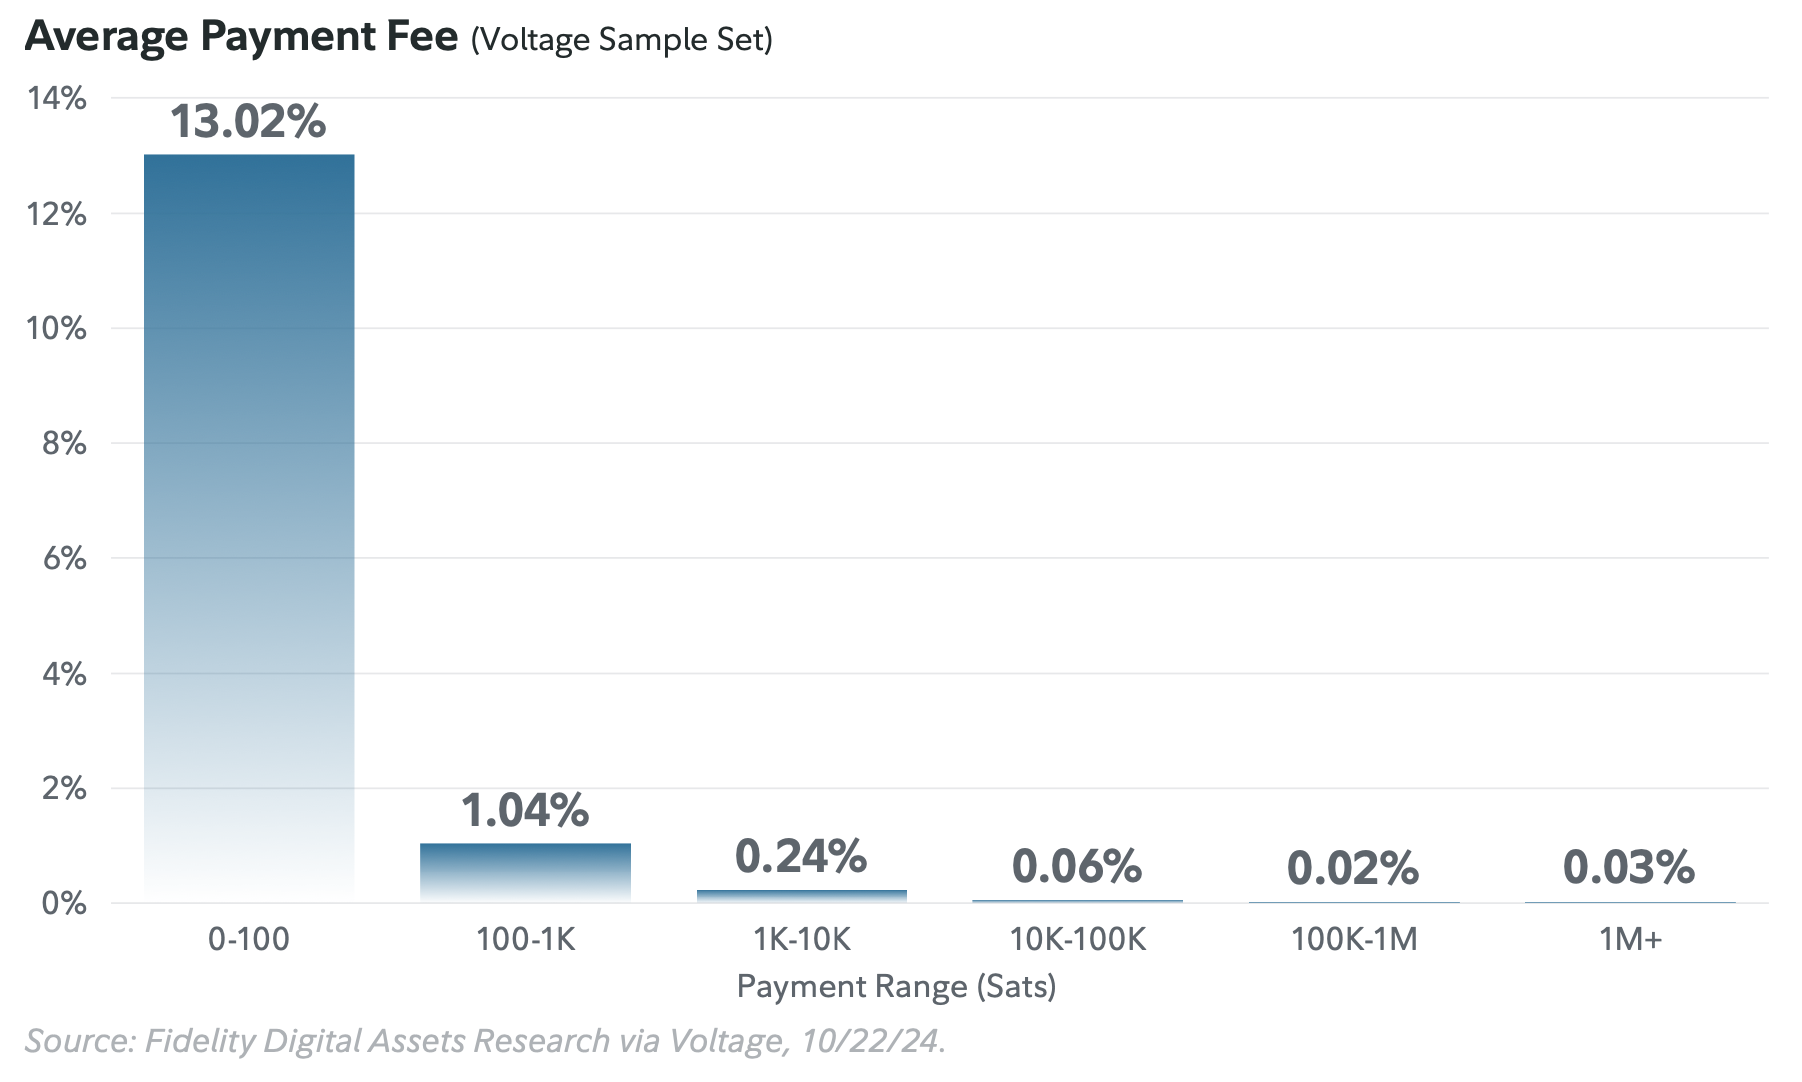 Average Payment Fee (Voltage Sample Set)
14%
13.02%
12%
10%
8%
6%
4%
2%
1.04%
0.24%
0.06%
0.02%
0.03%
0%
0-100
100-1K
1K-10K
10K-100K
100K-1M
1M+
Payment Range (Sats)
Source: Fidelity Digital Assets Research via Voltage, 10/22/24.